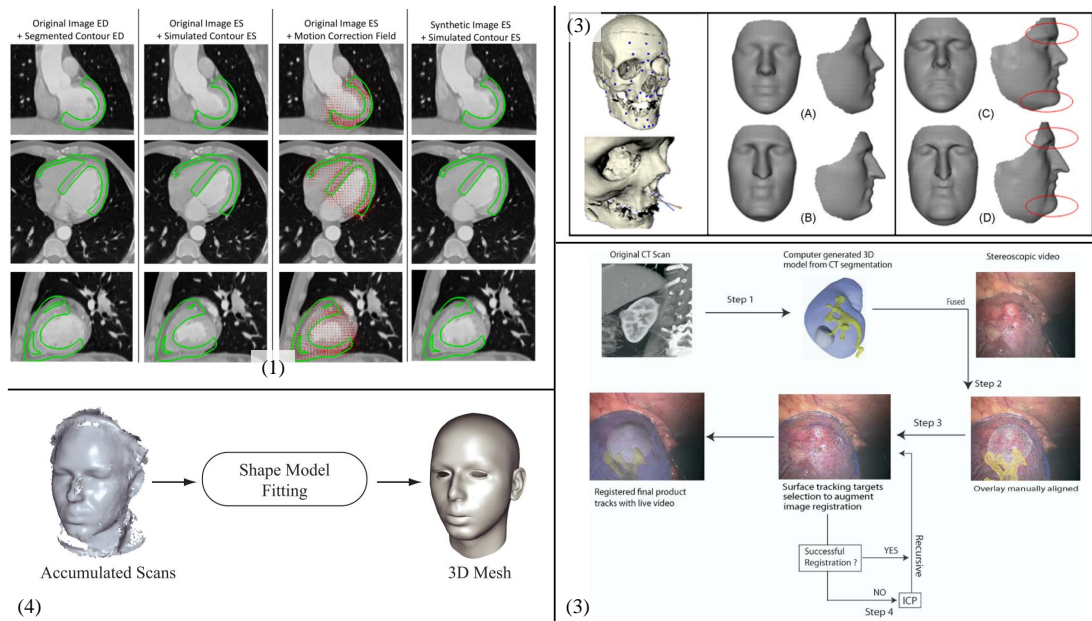 Original Image ED
+ Segmented Contour ED
Original Image ES
+ Simulated Contour ES
Original Image ES
+ Motion Correction Field
Synthetic Image ES
+ Simulated Contour ES
(1)
(3)
(A)
(B)
(C)
(D)
Original CT Scan
Step 1
Computer generated 3D
model from CT segmentation
Fused
Stereoscopic video
Step 2
Overlay manually aligned
Step 3
Surface tracking targets
selection to augment
image registration
Registered final product
tracks with live video
Successful
Registration ?
YES
NO
Step 4
ICP
Recursive
(3)
Accumulated Scans
Shape Model
Fitting
3D Mesh
(4)